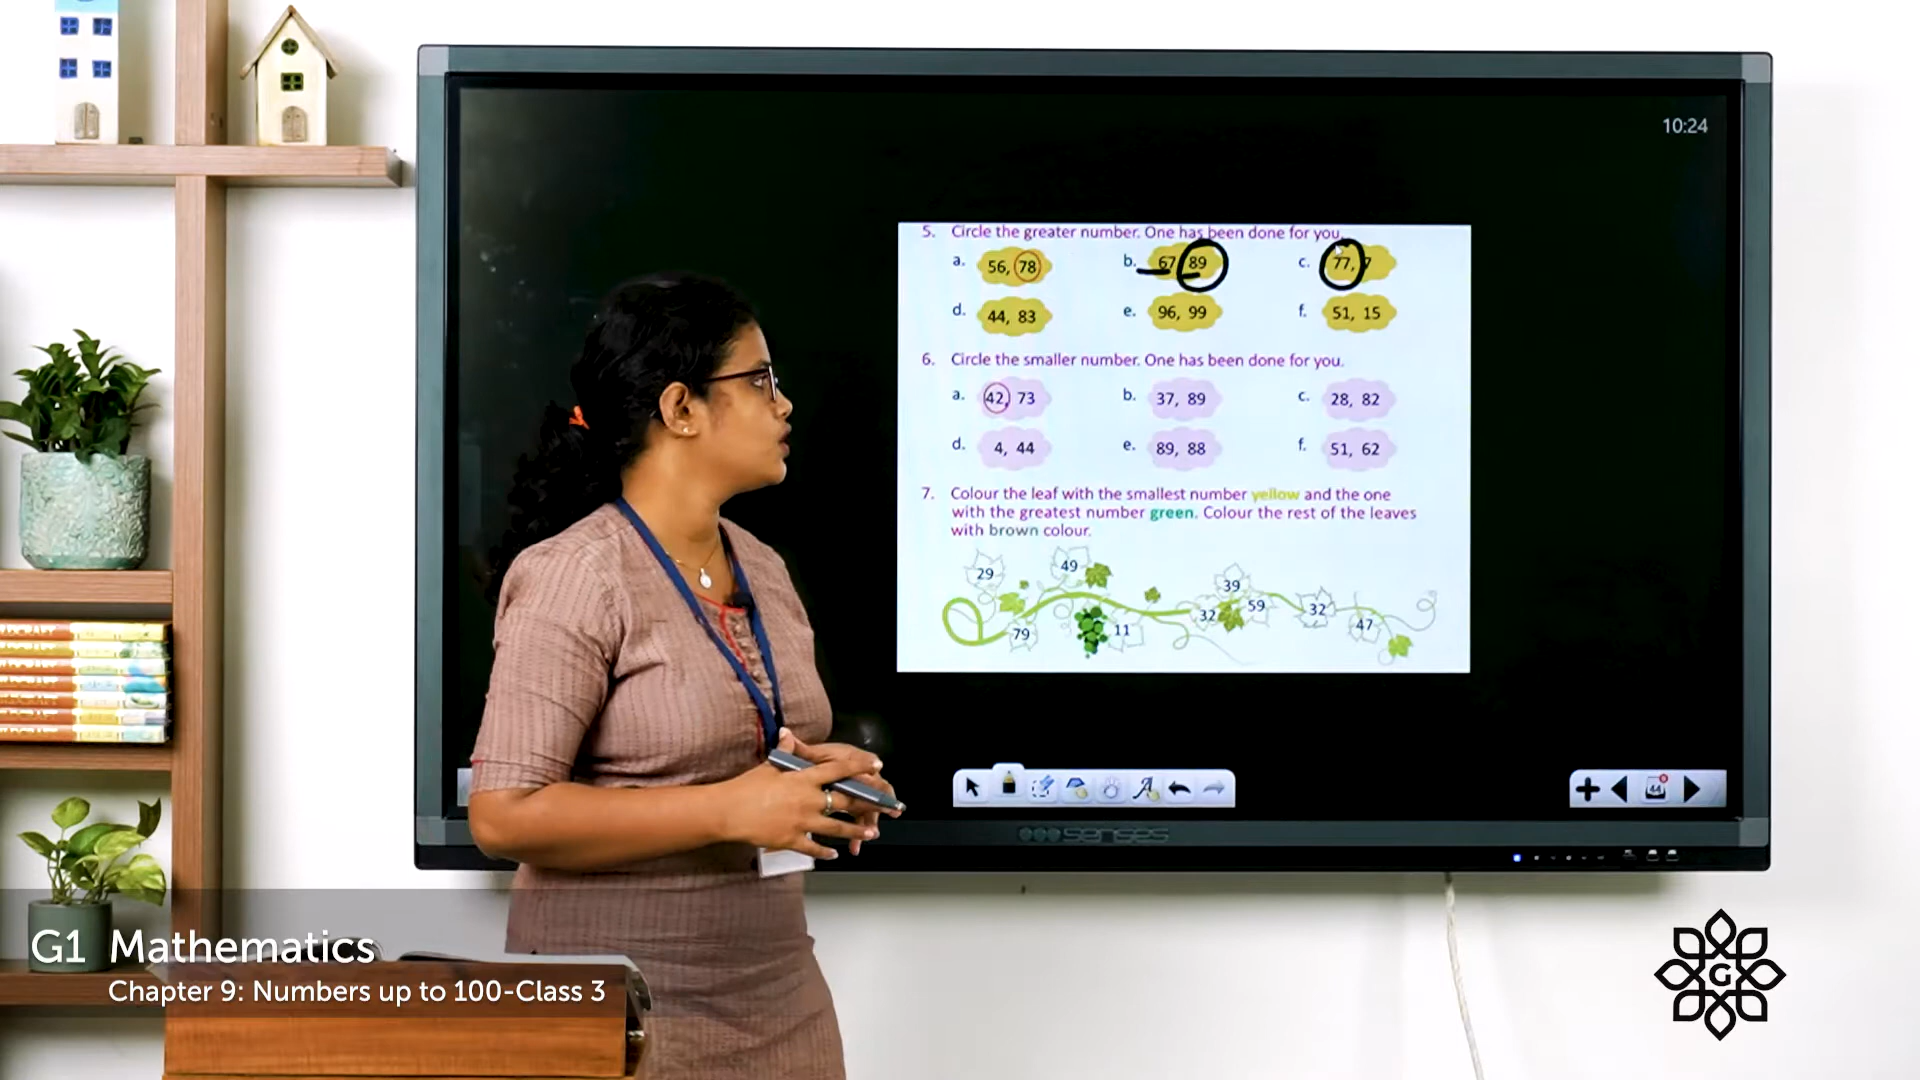 10:24
5. Circle the greater number. One has been done for you.
a. 56, 78 b. 67, 89 c. 77, 7
d. 44, 83 e. 96, 99 f. 51, 15
6. Circle the smaller number. One has been done for you.
a. 42, 73 b. 37, 89 c. 28, 82
d. 4, 44 e. 89, 88 f. 51, 62
7. Colour the leaf with the smallest number yellow and the one
with the greatest number green. Colour the rest of the leaves
with brown colour.
29 49 39 59 32 32 47
79 11
A
44
senses
G1 Mathematics
Chapter 9: Numbers up to 100-Class 3
G